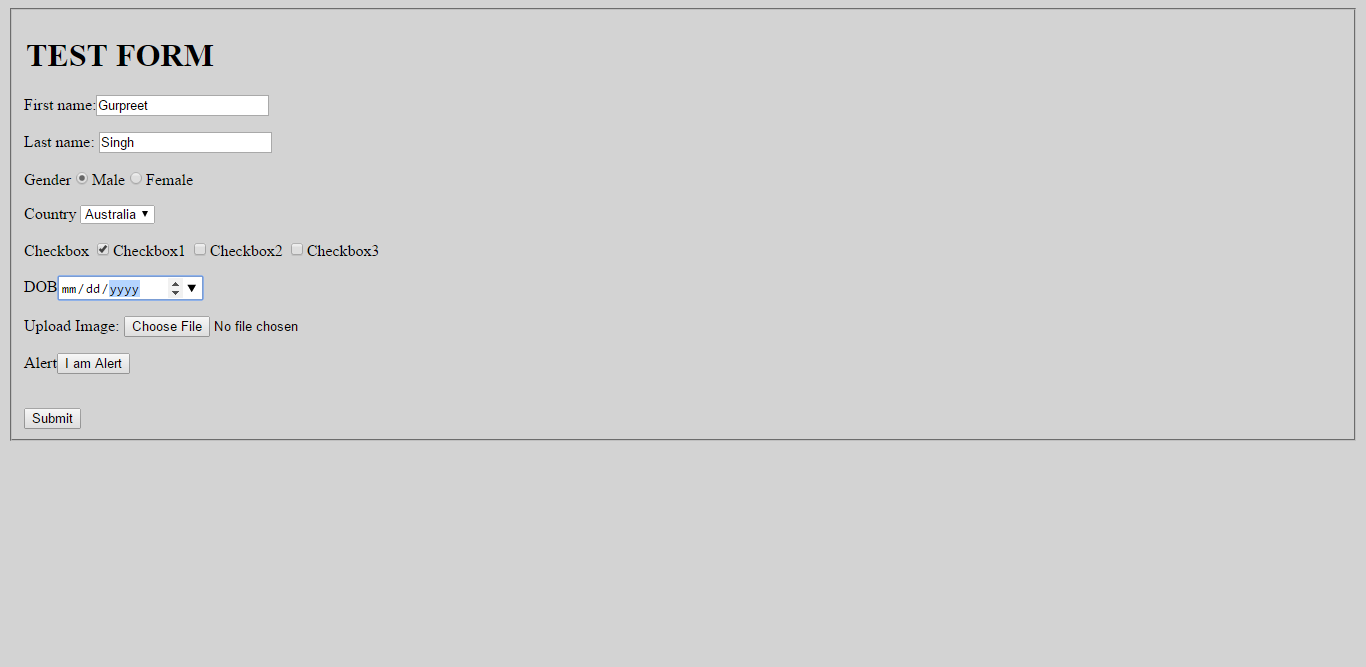 TEST FORM
First name:Gurpreet
Last name: Singh
Gender Male Female
Country Australia
Checkbox Checkbox1 Checkbox2 Checkbox3
DOB mm/dd/yyyy
Upload Image: Choose File No file chosen
Alert I am Alert
Submit